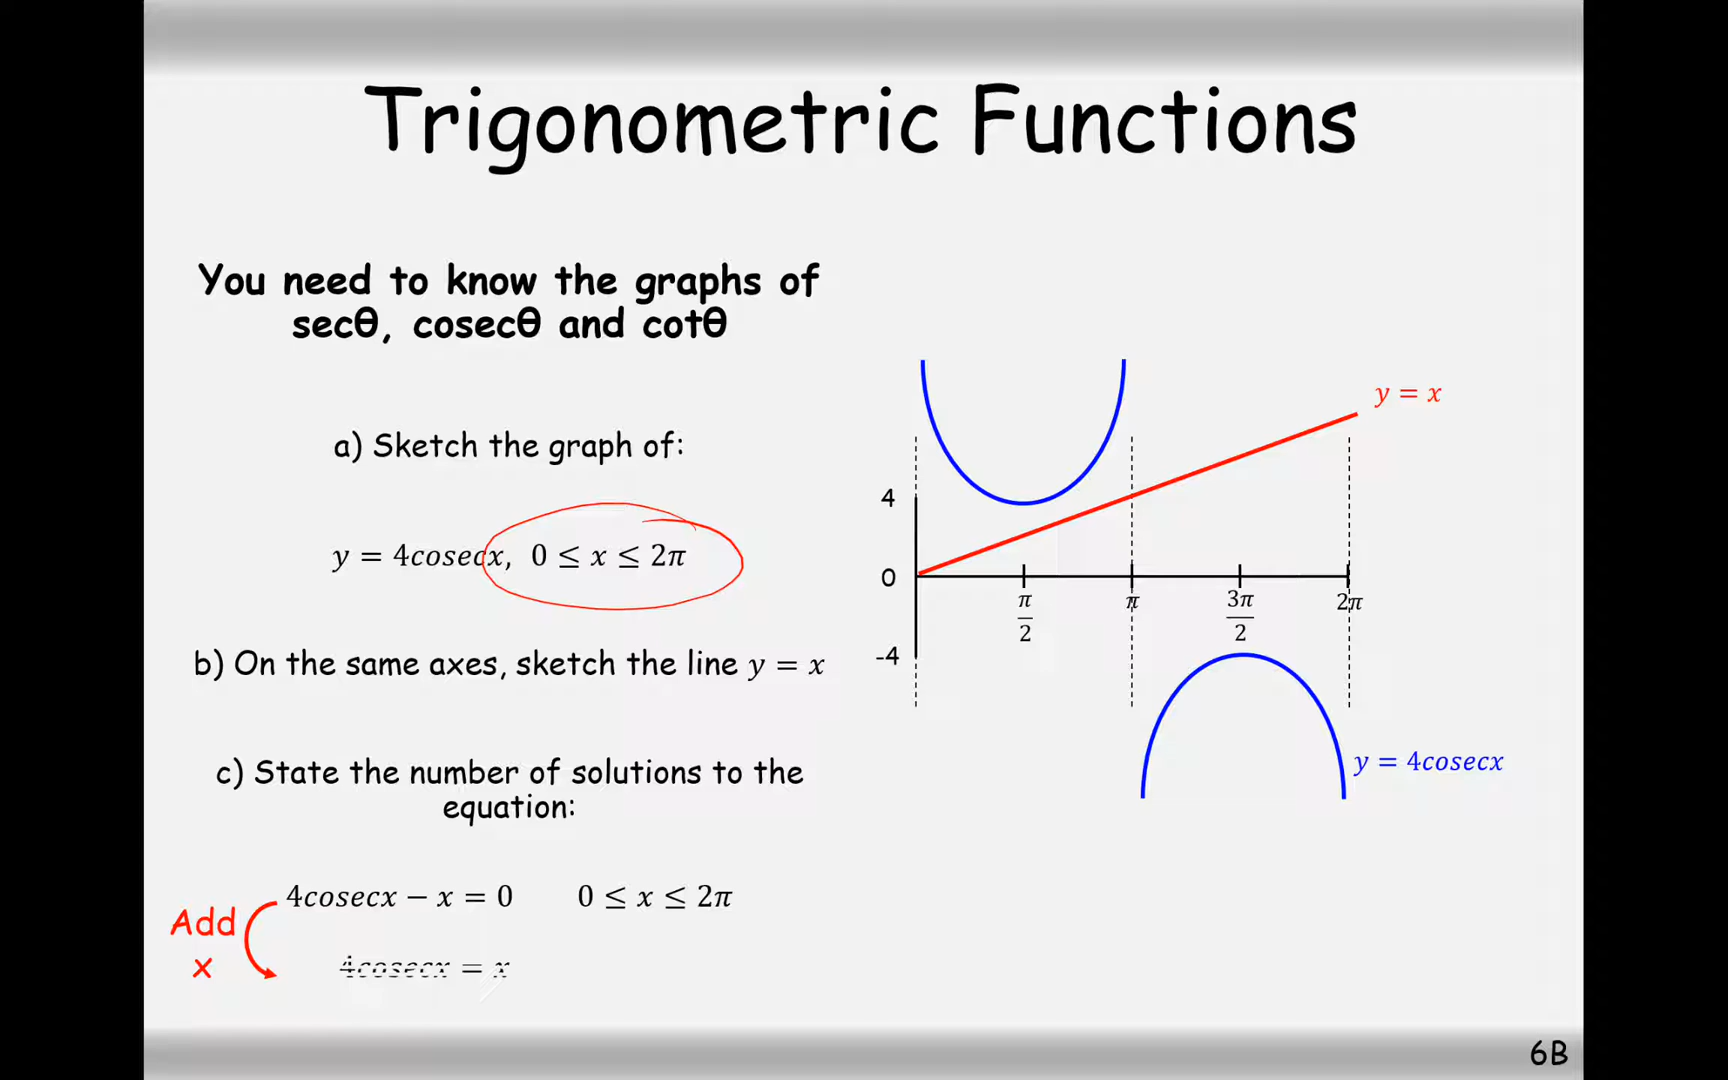 Trigonometric Functions
You need to know the graphs of
secθ, cosecθ and cotθ
a) Sketch the graph of:
y = 4cosecx, 0 ≤ x ≤ 2π
b) On the same axes, sketch the line y = x
c) State the number of solutions to the
equation:
4cosecx − x = 0 0 ≤ x ≤ 2π
Add
x
4cosecx = x
y = x
4
0
π/2 π 3π/2 2π
-4
y = 4cosecx
6B